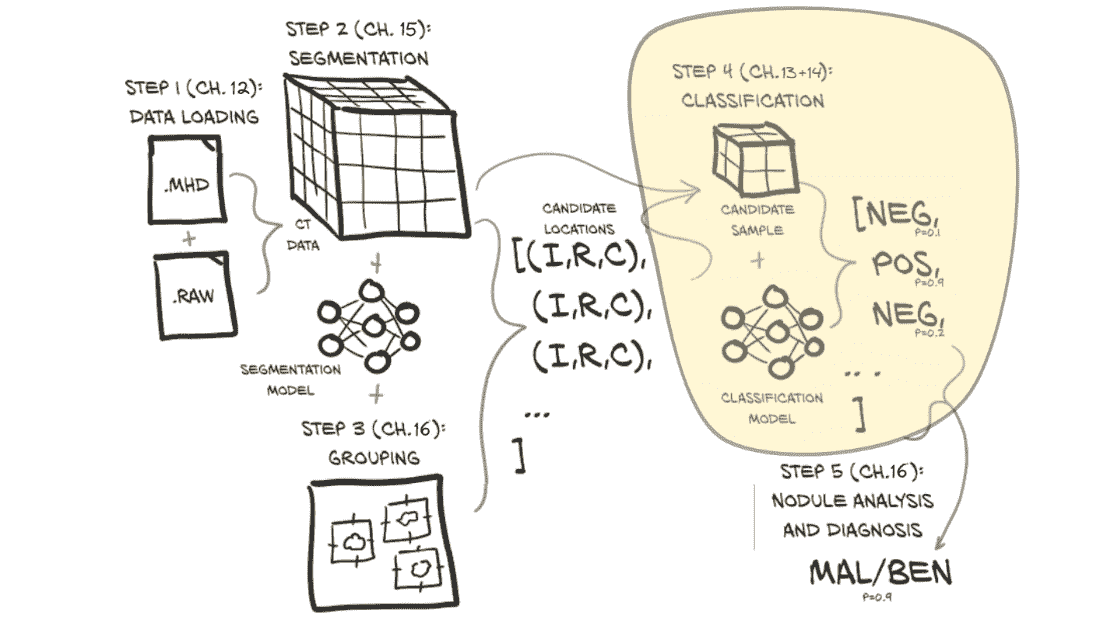 STEP 1 (CH. 12):
DATA LOADING
.MHD
+
.RAW
CT
DATA
STEP 2 (CH. 15):
SEGMENTATION
+
SEGMENTATION
MODEL
+
STEP 3 (CH.16):
GROUPING
CANDIDATE
LOCATIONS
[(I,R,C),
(I,R,C),
(I,R,C),
...
]
STEP 4 (CH.13+14):
CLASSIFICATION
CANDIDATE
SAMPLE
+
CLASSIFICATION
MODEL
[NEG,
P=0.1
POS,
P=0.9
NEG,
P=0.2
...
]
STEP 5 (CH.16):
NODULE ANALYSIS
AND DIAGNOSIS
MAL/BEN
P=0.9